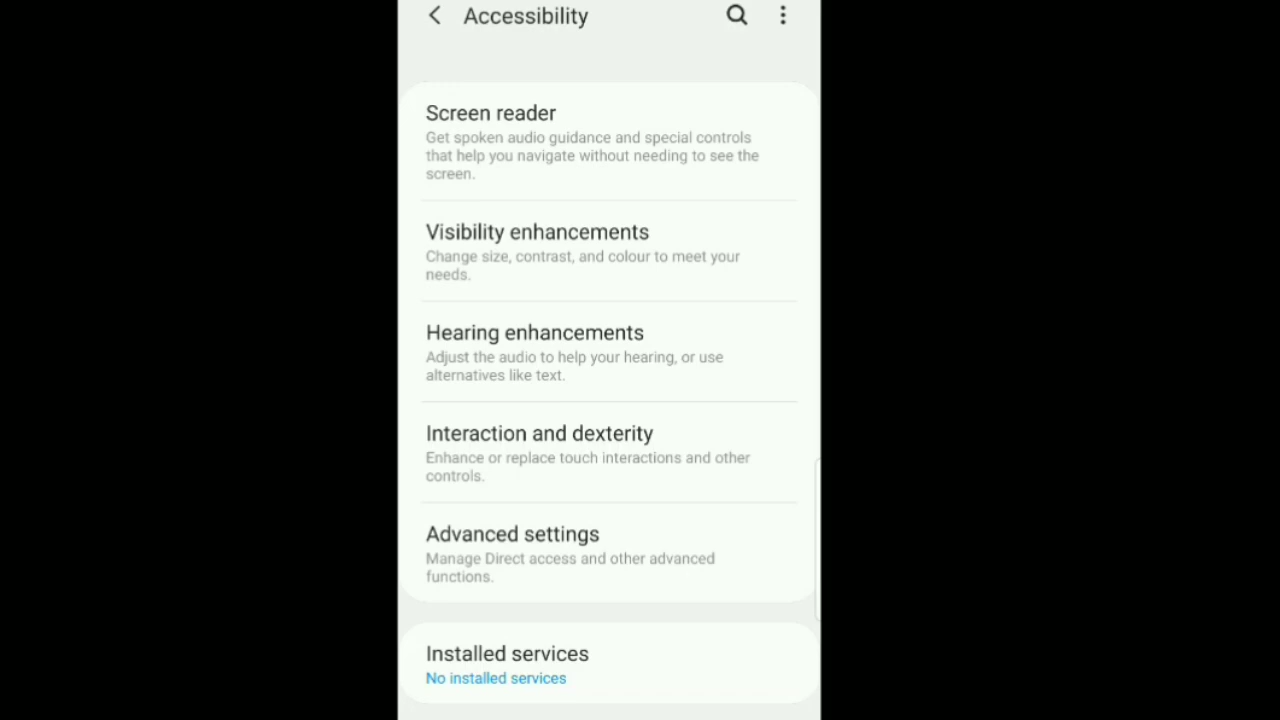 Accessibility
Screen reader
Get spoken audio guidance and special controls
that help you navigate without needing to see the
screen.
Visibility enhancements
Change size, contrast, and colour to meet your
needs.
Hearing enhancements
Adjust the audio to help your hearing, or use
alternatives like text.
Interaction and dexterity
Enhance or replace touch interactions and other
controls.
Advanced settings
Manage Direct access and other advanced
functions.
Installed services
No installed services